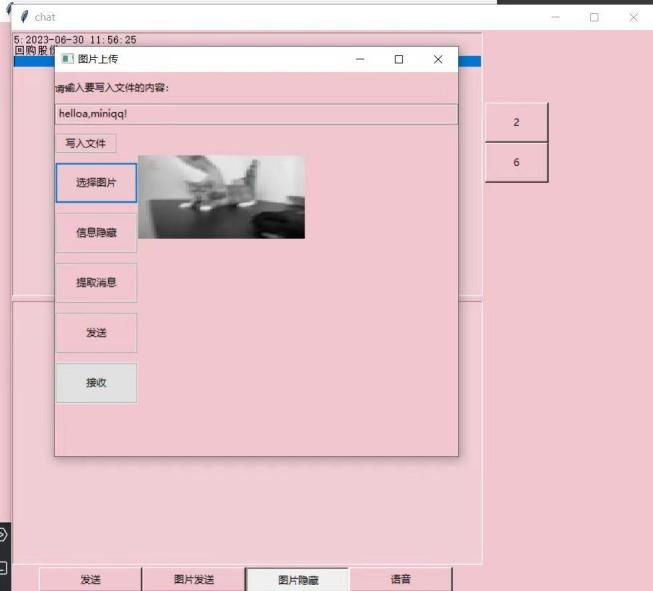 chat
5:2023-06-30 11:56:25
回购股
图片上传
请输入要写入文件的内容:
helloa,miniqq!
写入文件
选择图片
信息隐藏
提取消息
发送
接收
2
6
发送
图片发送
图片隐藏
语音